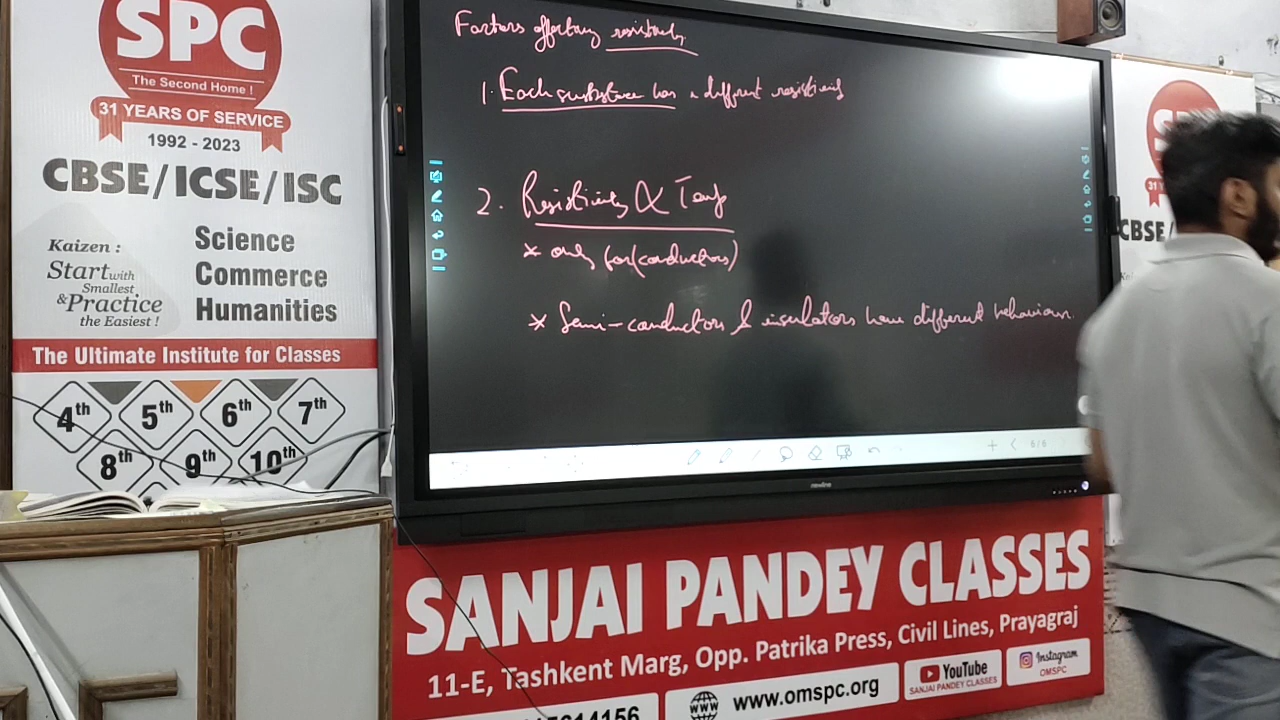 SPC
The Second Home !
31 YEARS OF SERVICE
1992 - 2023
CBSE/ICSE/ISC
Kaizen :
Start with
Smallest
&Practice
the Easiest !
Science
Commerce
Humanities
The Ultimate Institute for Classes
4th 5th 6th 7th
8th 9th 10th
Factors affecting resistivity
1. Each substance has a different resistivity
2. Resistivity α Temp
* only for (conductors)
* Semi-conductors & insulators have different behaviour.
6/6
newline
SANJAI PANDEY CLASSES
11-E, Tashkent Marg, Opp. Patrika Press, Civil Lines, Prayagraj
www.omspc.org
YouTube
SANJAI PANDEY CLASSES
Instagram
OMSPC
CBSE/